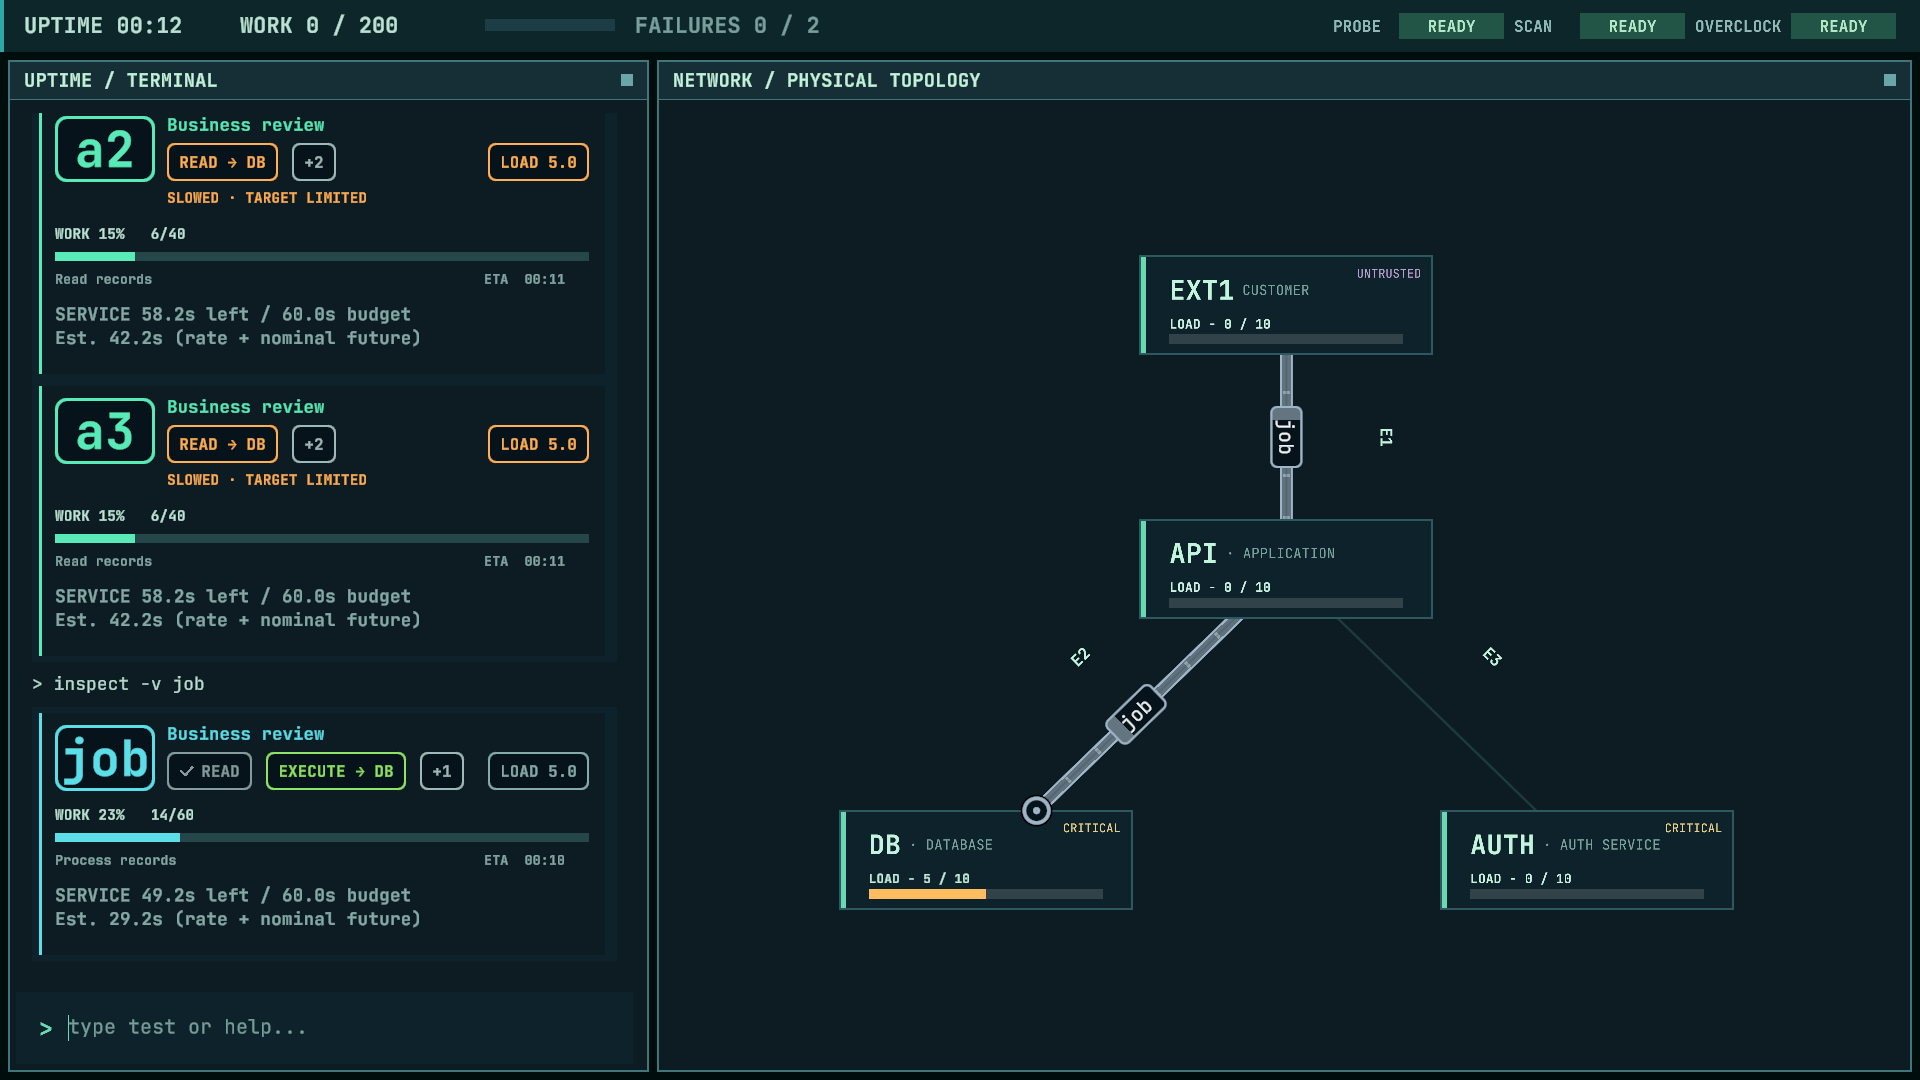 UPTIME 00:12 WORK 0 / 200 FAILURES 0 / 2 PROBE READY SCAN READY OVERCLOCK READY
UPTIME / TERMINAL
a2
Business review
READ → DB +2 LOAD 5.0
SLOWED · TARGET LIMITED
WORK 15% 6/40
Read records ETA 00:11
SERVICE 58.2s left / 60.0s budget
Est. 42.2s (rate + nominal future)
a3
Business review
READ → DB +2 LOAD 5.0
SLOWED · TARGET LIMITED
WORK 15% 6/40
Read records ETA 00:11
SERVICE 58.2s left / 60.0s budget
Est. 42.2s (rate + nominal future)
> inspect -v job
job
Business review
✓ READ EXECUTE → DB +1 LOAD 5.0
WORK 23% 14/60
Process records ETA 00:10
SERVICE 49.2s left / 60.0s budget
Est. 29.2s (rate + nominal future)
> type test or help...
NETWORK / PHYSICAL TOPOLOGY
UNTRUSTED
EXT1 CUSTOMER
LOAD - 0 / 10
job
E1
API · APPLICATION
LOAD - 0 / 10
E2
E3
job
CRITICAL
DB · DATABASE
LOAD - 5 / 10
CRITICAL
AUTH · AUTH SERVICE
LOAD - 0 / 10